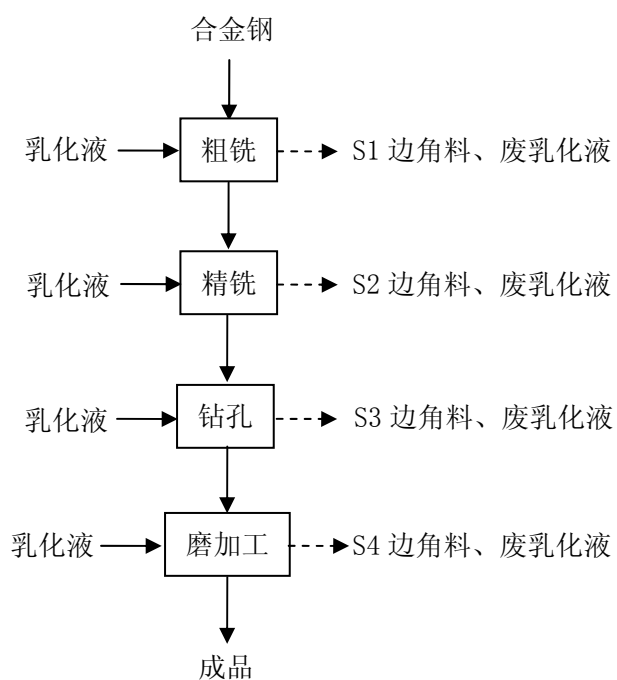 合金钢
乳化液 粗铣 S1 边角料、废乳化液
乳化液 精铣 S2 边角料、废乳化液
乳化液 钻孔 S3 边角料、废乳化液
乳化液 磨加工 S4 边角料、废乳化液
成品